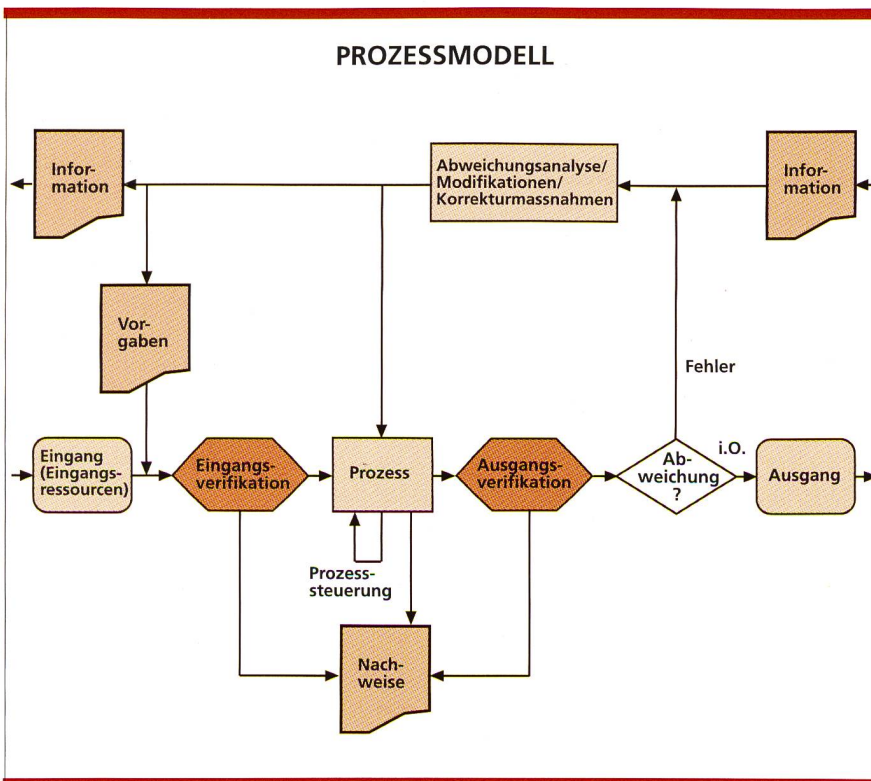 PROZESSMODELL
Infor-
mation
Abweichungsanalyse/
Modifikationen/
Korrekturmassnahmen
Infor-
mation
Vor-
gaben
Fehler
Eingang
(Eingangs-
ressourcen)
Eingangs-
verifikation
Prozess
Ausgangs-
verifikation
Ab-
weichung
?
i.O.
Ausgang
Prozess-
steuerung
Nach-
weise